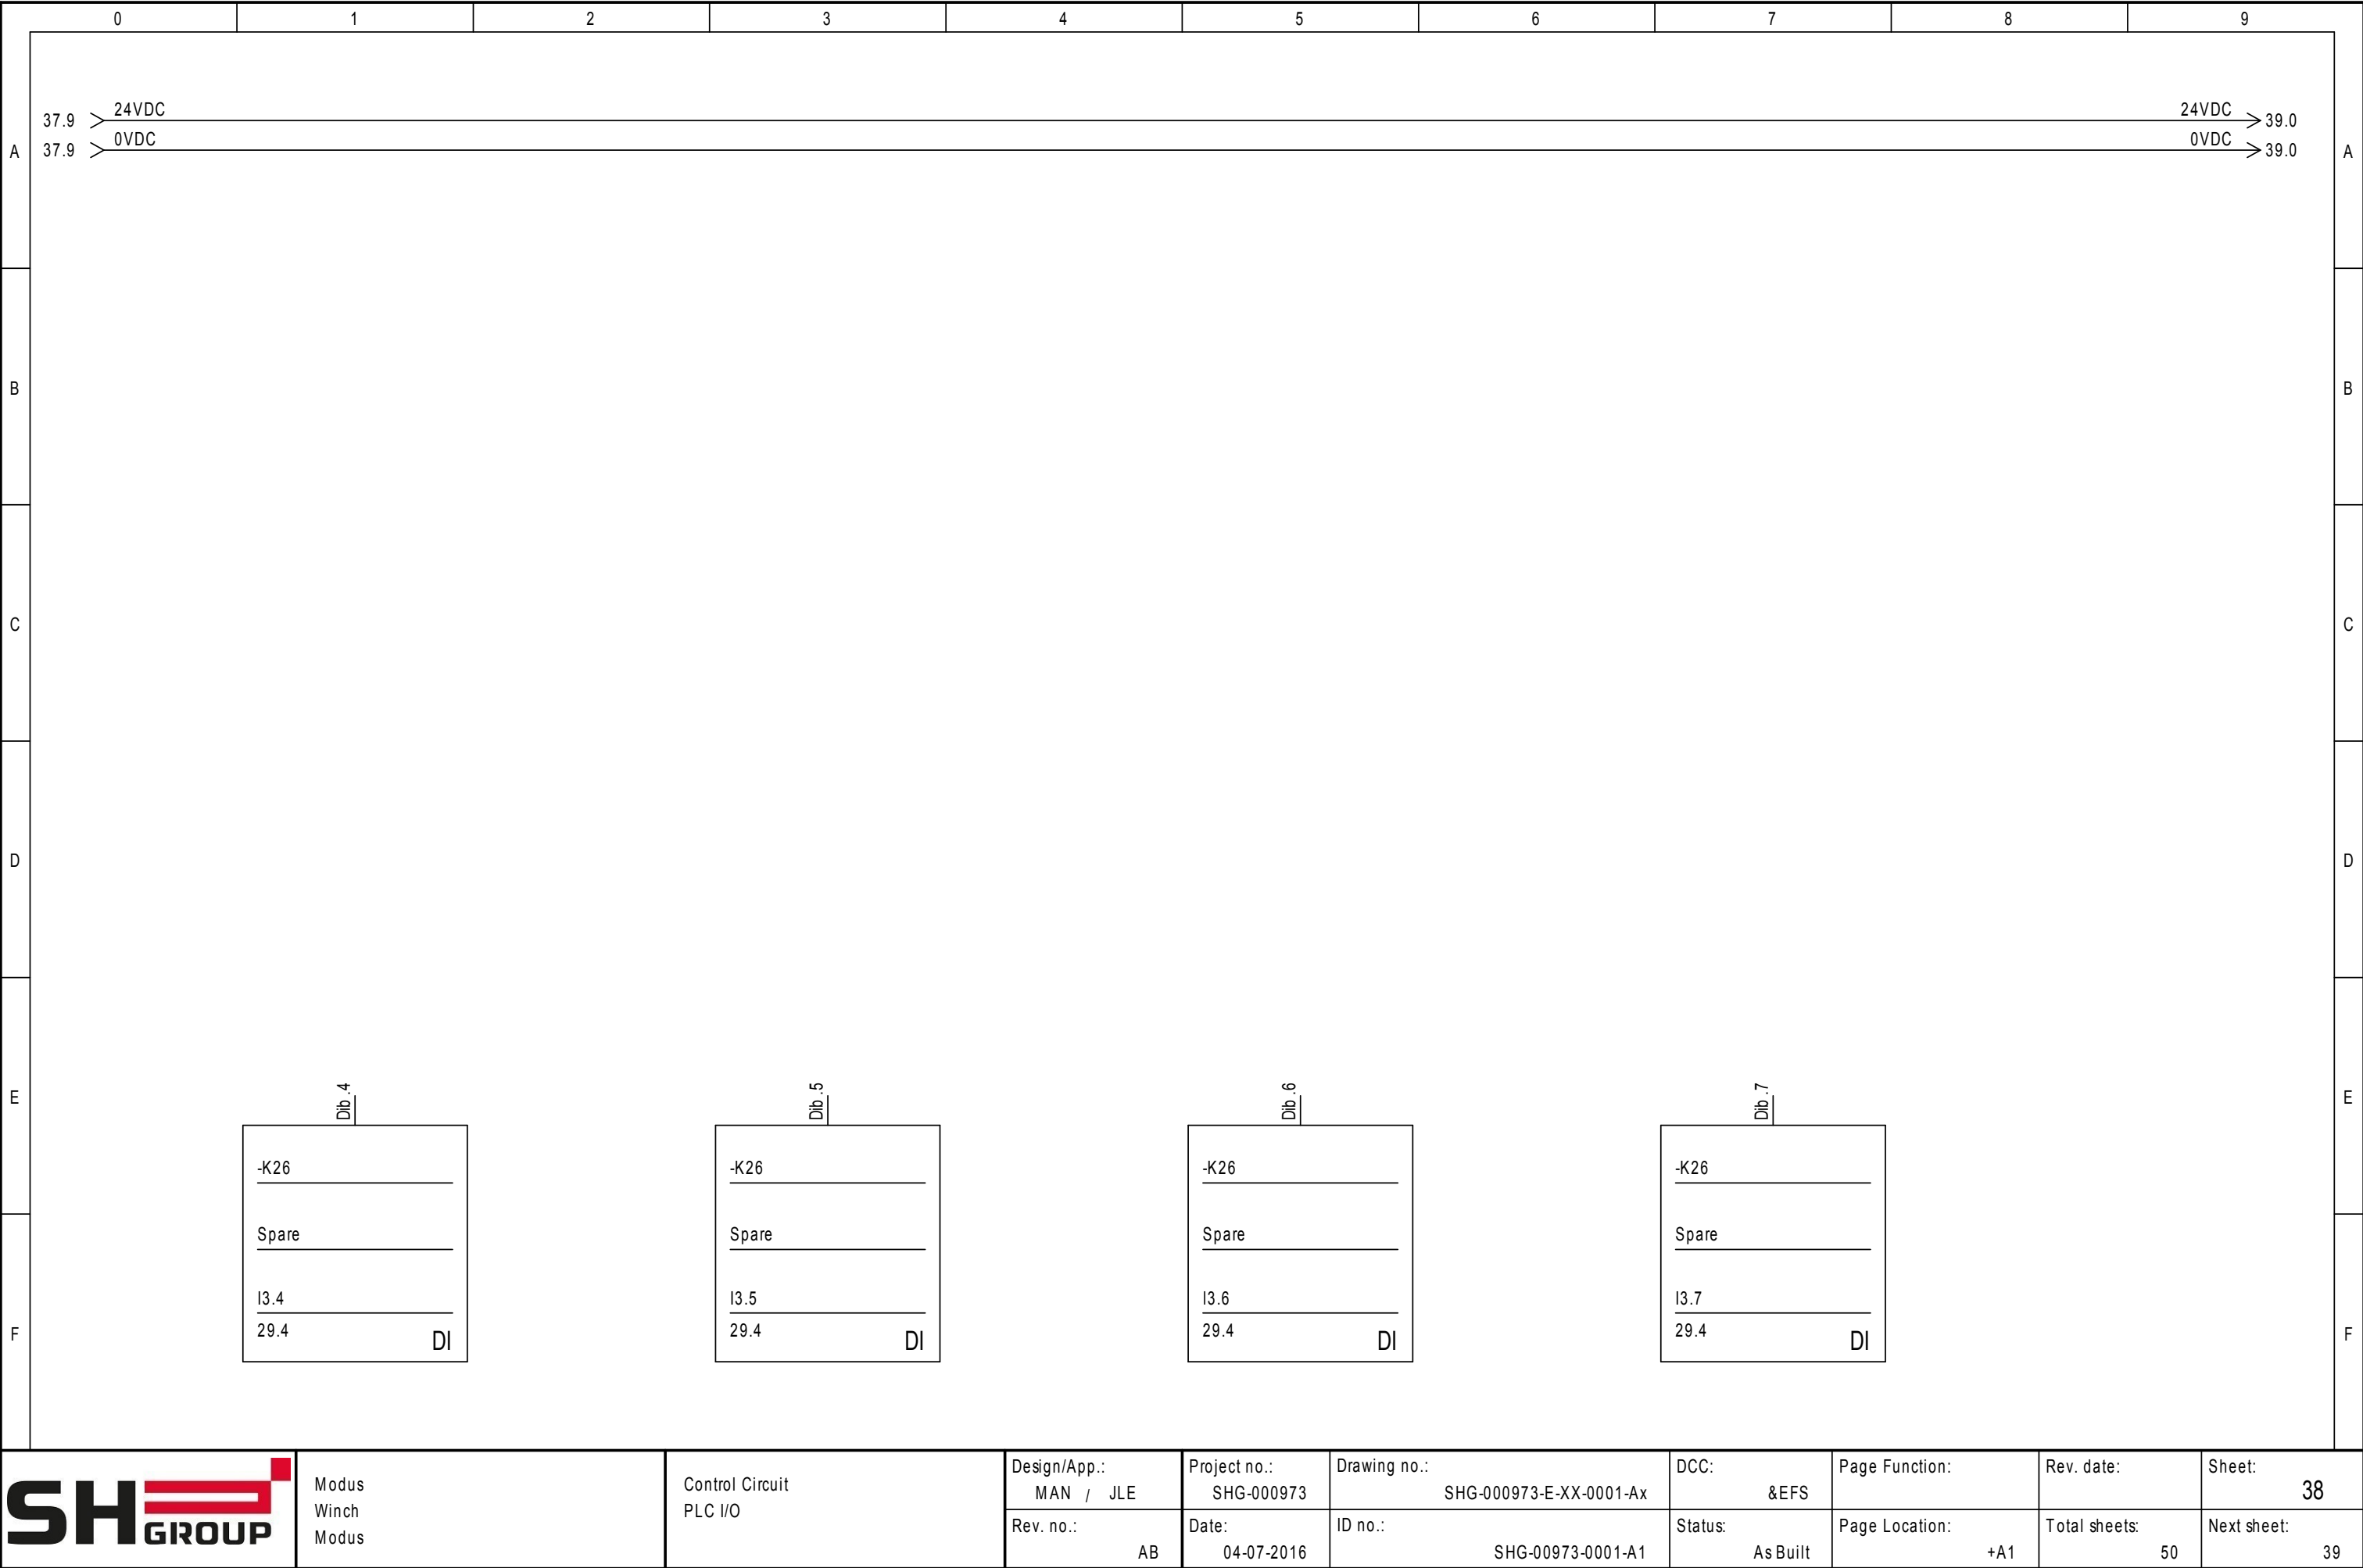 0 1 2 3 4 5 6 7 8 9
37.9 24VDC 24VDC 39.0
A 37.9 0VDC 0VDC 39.0 A
B B
C C
D D
E Dib .4 Dib .5 Dib .6 Dib .7 E
-K26 -K26 -K26 -K26
Spare Spare Spare Spare
I3.4 I3.5 I3.6 I3.7
F 29.4 DI 29.4 DI 29.4 DI 29.4 DI F
SH GROUP
Modus
Winch
Modus
Control Circuit
PLC I/O
Design/App.:
MAN / JLE
Rev. no.:
AB
Project no.:
SHG-000973
Date:
04-07-2016
Drawing no.:
SHG-000973-E-XX-0001-Ax
ID no.:
SHG-00973-0001-A1
DCC:
&EFS
Status:
As Built
Page Function:
Page Location:
+A1
Rev. date:
Total sheets:
50
Sheet:
38
Next sheet:
39